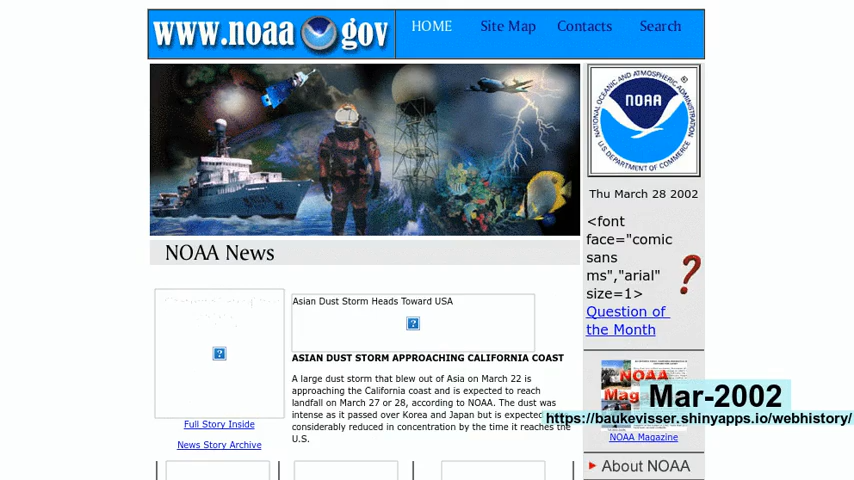 www.noaa gov
HOME
Site Map
Contacts
Search
NATIONAL OCEANIC AND ATMOSPHERIC ADMINISTRATION
NOAA
U.S. DEPARTMENT OF COMMERCE
®
Thu March 28 2002
<font
face="comic
sans
ms","arial"
size=1>
Question of
the Month
?
NOAA News
Asian Dust Storm Heads Toward USA
ASIAN DUST STORM APPROACHING CALIFORNIA COAST
A large dust storm that blew out of Asia on March 22 is
approaching the California coast and is expected to reach
landfall on March 27 or 28, according to NOAA. The dust was
intense as it passed over Korea and Japan but is expected
considerably reduced in concentration by the time it reaches the
U.S.
Full Story Inside
News Story Archive
NOAA
Mag
Mar-2002
https://baukevisser.shinyapps.io/webhistory/
NOAA Magazine
About NOAA